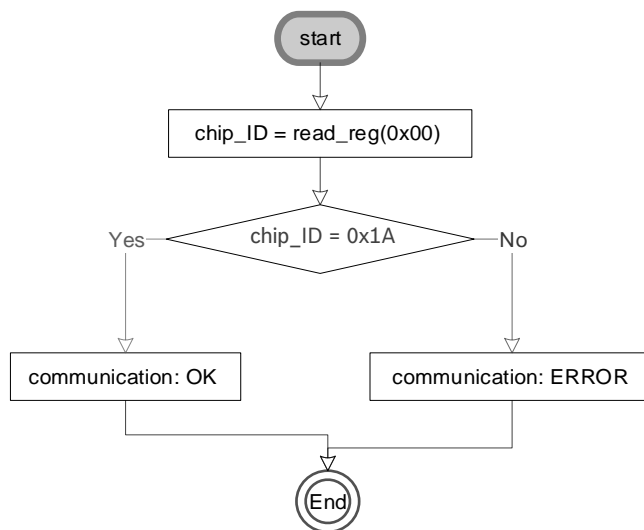 start
chip_ID = read_reg(0x00)
chip_ID = 0x1A
Yes
No
communication: OK
communication: ERROR
End